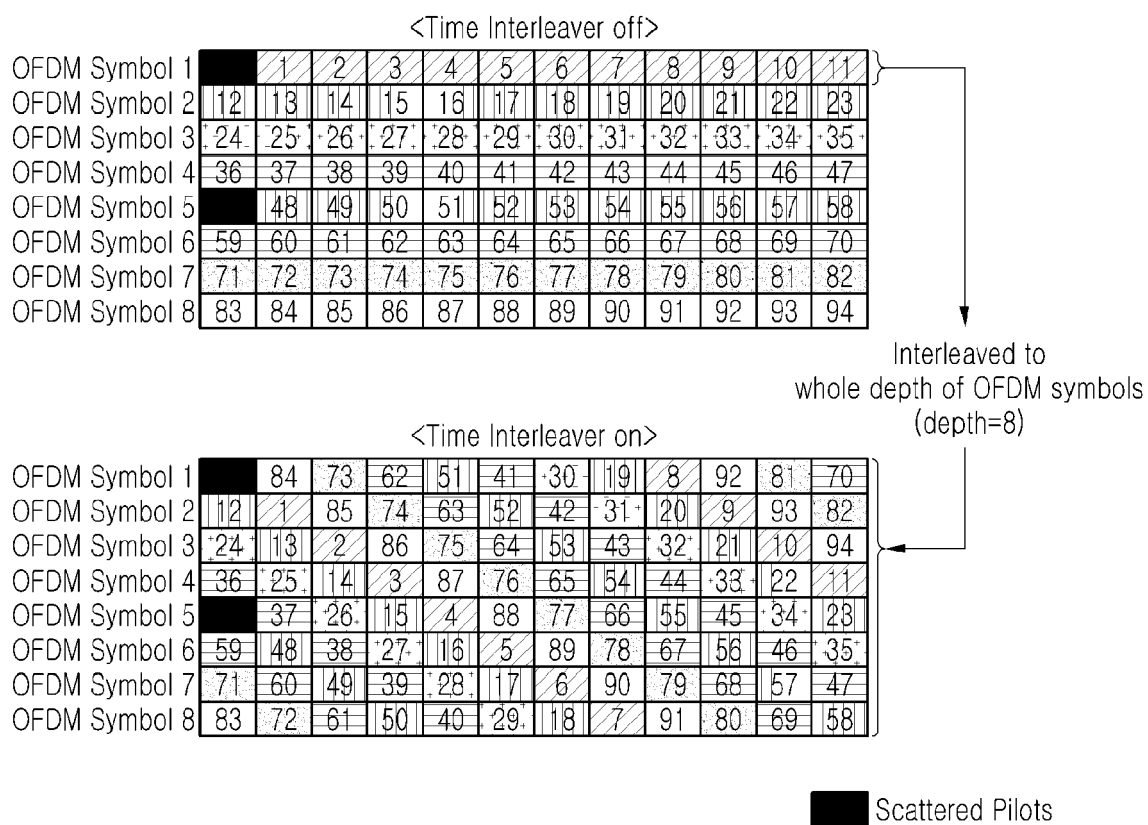 <Time Interleaver off>
OFDM Symbol 1 1 2 3 4 5 6 7 8 9 10 11
OFDM Symbol 2 12 13 14 15 16 17 18 19 20 21 22 23
OFDM Symbol 3 24 25 26 27 28 29 30 31 32 33 34 35
OFDM Symbol 4 36 37 38 39 40 41 42 43 44 45 46 47
OFDM Symbol 5 48 49 50 51 52 53 54 55 56 57 58
OFDM Symbol 6 59 60 61 62 63 64 65 66 67 68 69 70
OFDM Symbol 7 71 72 73 74 75 76 77 78 79 80 81 82
OFDM Symbol 8 83 84 85 86 87 88 89 90 91 92 93 94
Interleaved to
whole depth of OFDM symbols
(depth=8)
<Time Interleaver on>
OFDM Symbol 1 84 73 62 51 41 30 19 8 92 81 70
OFDM Symbol 2 12 1 85 74 63 52 42 31 20 9 93 82
OFDM Symbol 3 24 13 2 86 75 64 53 43 32 21 10 94
OFDM Symbol 4 36 25 14 3 87 76 65 54 44 33 22 11
OFDM Symbol 5 37 26 15 4 88 77 66 55 45 34 23
OFDM Symbol 6 59 48 38 27 16 5 89 78 67 56 46 35
OFDM Symbol 7 71 60 49 39 28 17 6 90 79 68 57 47
OFDM Symbol 8 83 72 61 50 40 29 18 7 91 80 69 58
Scattered Pilots